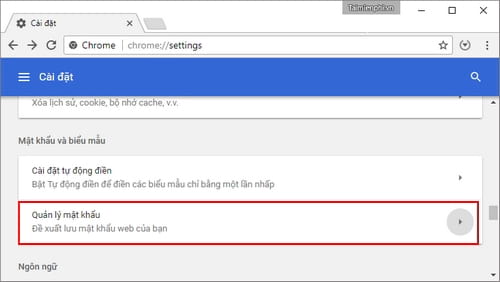 Taimienphi.vn
Cài đặt
Chrome | chrome://settings
Cài đặt
Xóa lịch sử, cookie, bộ nhớ cache, v.v.
Mật khẩu và biểu mẫu
Cài đặt tự động điền
Bật Tự động điền để điền các biểu mẫu chỉ bằng một lần nhấp
Quản lý mật khẩu
Đề xuất lưu mật khẩu web của bạn
Ngôn ngữ